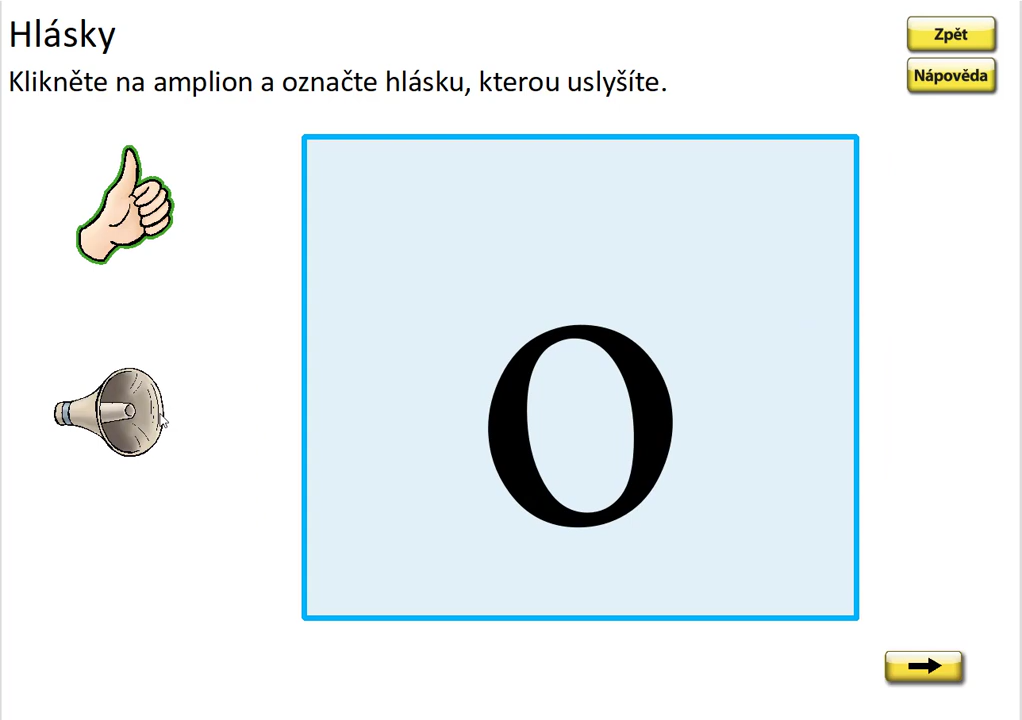 Hlásky
Zpět
Klikněte na amplion a označte hlásku, kterou uslyšíte.
Nápověda
o